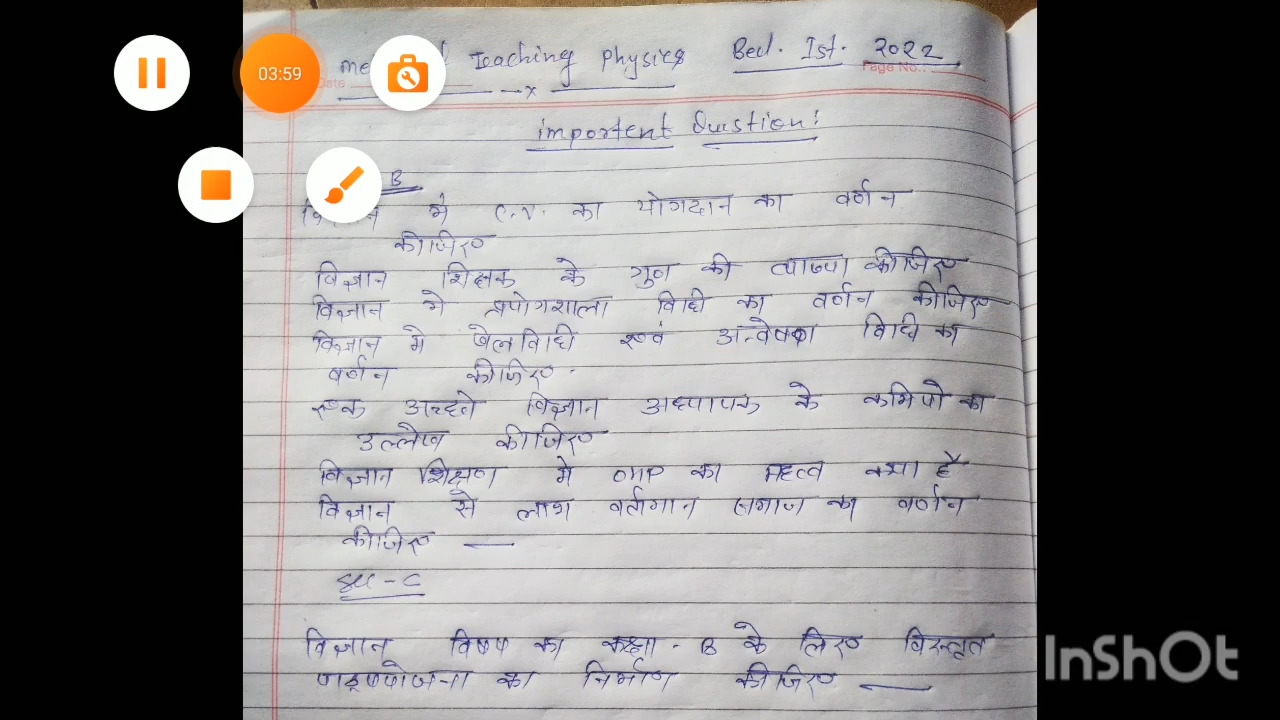 03:59
Teaching Physics Bed. Ist. 2022
Date
Page No.:
Importent Question:
B
मे C.V. का योगदान का वर्णन
कीजिए
विज्ञान शिक्षक के गुण की व्याख्या कीजिए
विज्ञान मे प्रयोगशाला विधि का वर्णन कीजिए
विज्ञान मे खेलविधि एवं अन्वेषण विधि का
वर्णन कीजिए.
एक अच्छे विज्ञान अध्यापक के कमियो का
उल्लेख कीजिए
विज्ञान शिक्षण मे OHP का महत्व क्या है
विज्ञान से लाभ वर्तमान समाज का वर्णन
कीजिए —
Sec - C
विज्ञान विषय का कक्षा - 8 के लिए विस्तृत
पाठ्ययोजना का निर्माण कीजिए —
InShOt